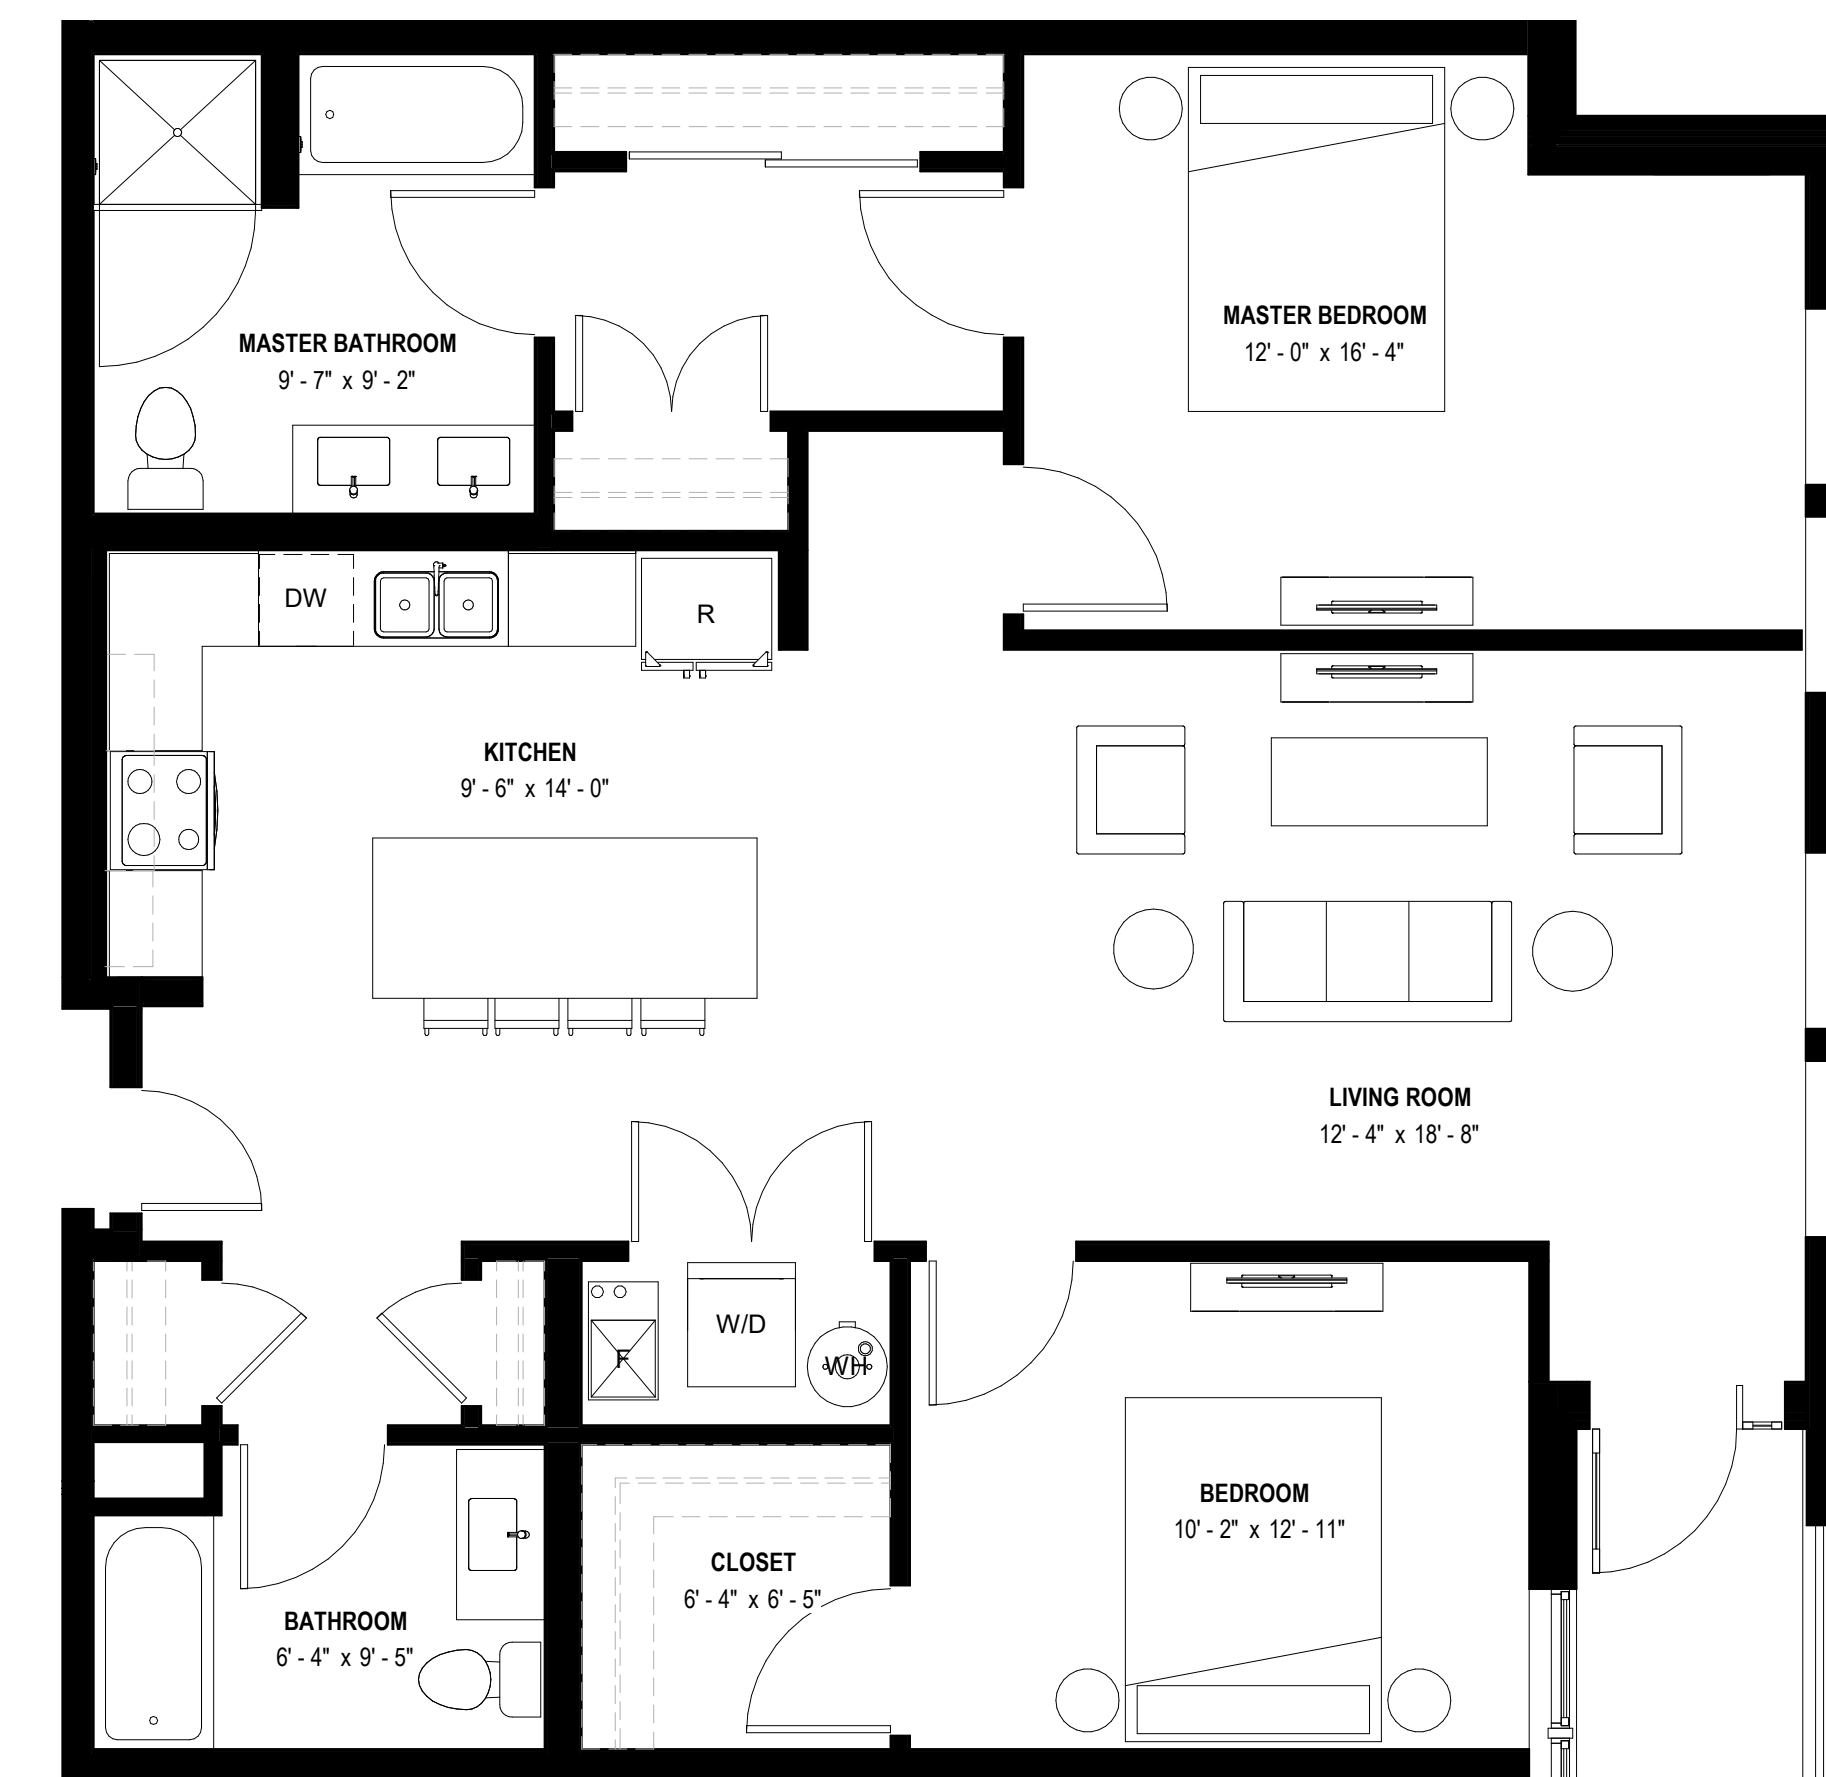 MASTER BATHROOM
9' - 7" x 9' - 2"
MASTER BEDROOM
12' - 0" x 16' - 4"
DW
R
KITCHEN
9' - 6" x 14' - 0"
LIVING ROOM
12' - 4" x 18' - 8"
W/D
F
WH
BEDROOM
10' - 2" x 12' - 11"
CLOSET
6' - 4" x 6' - 5"
BATHROOM
6' - 4" x 9' - 5"